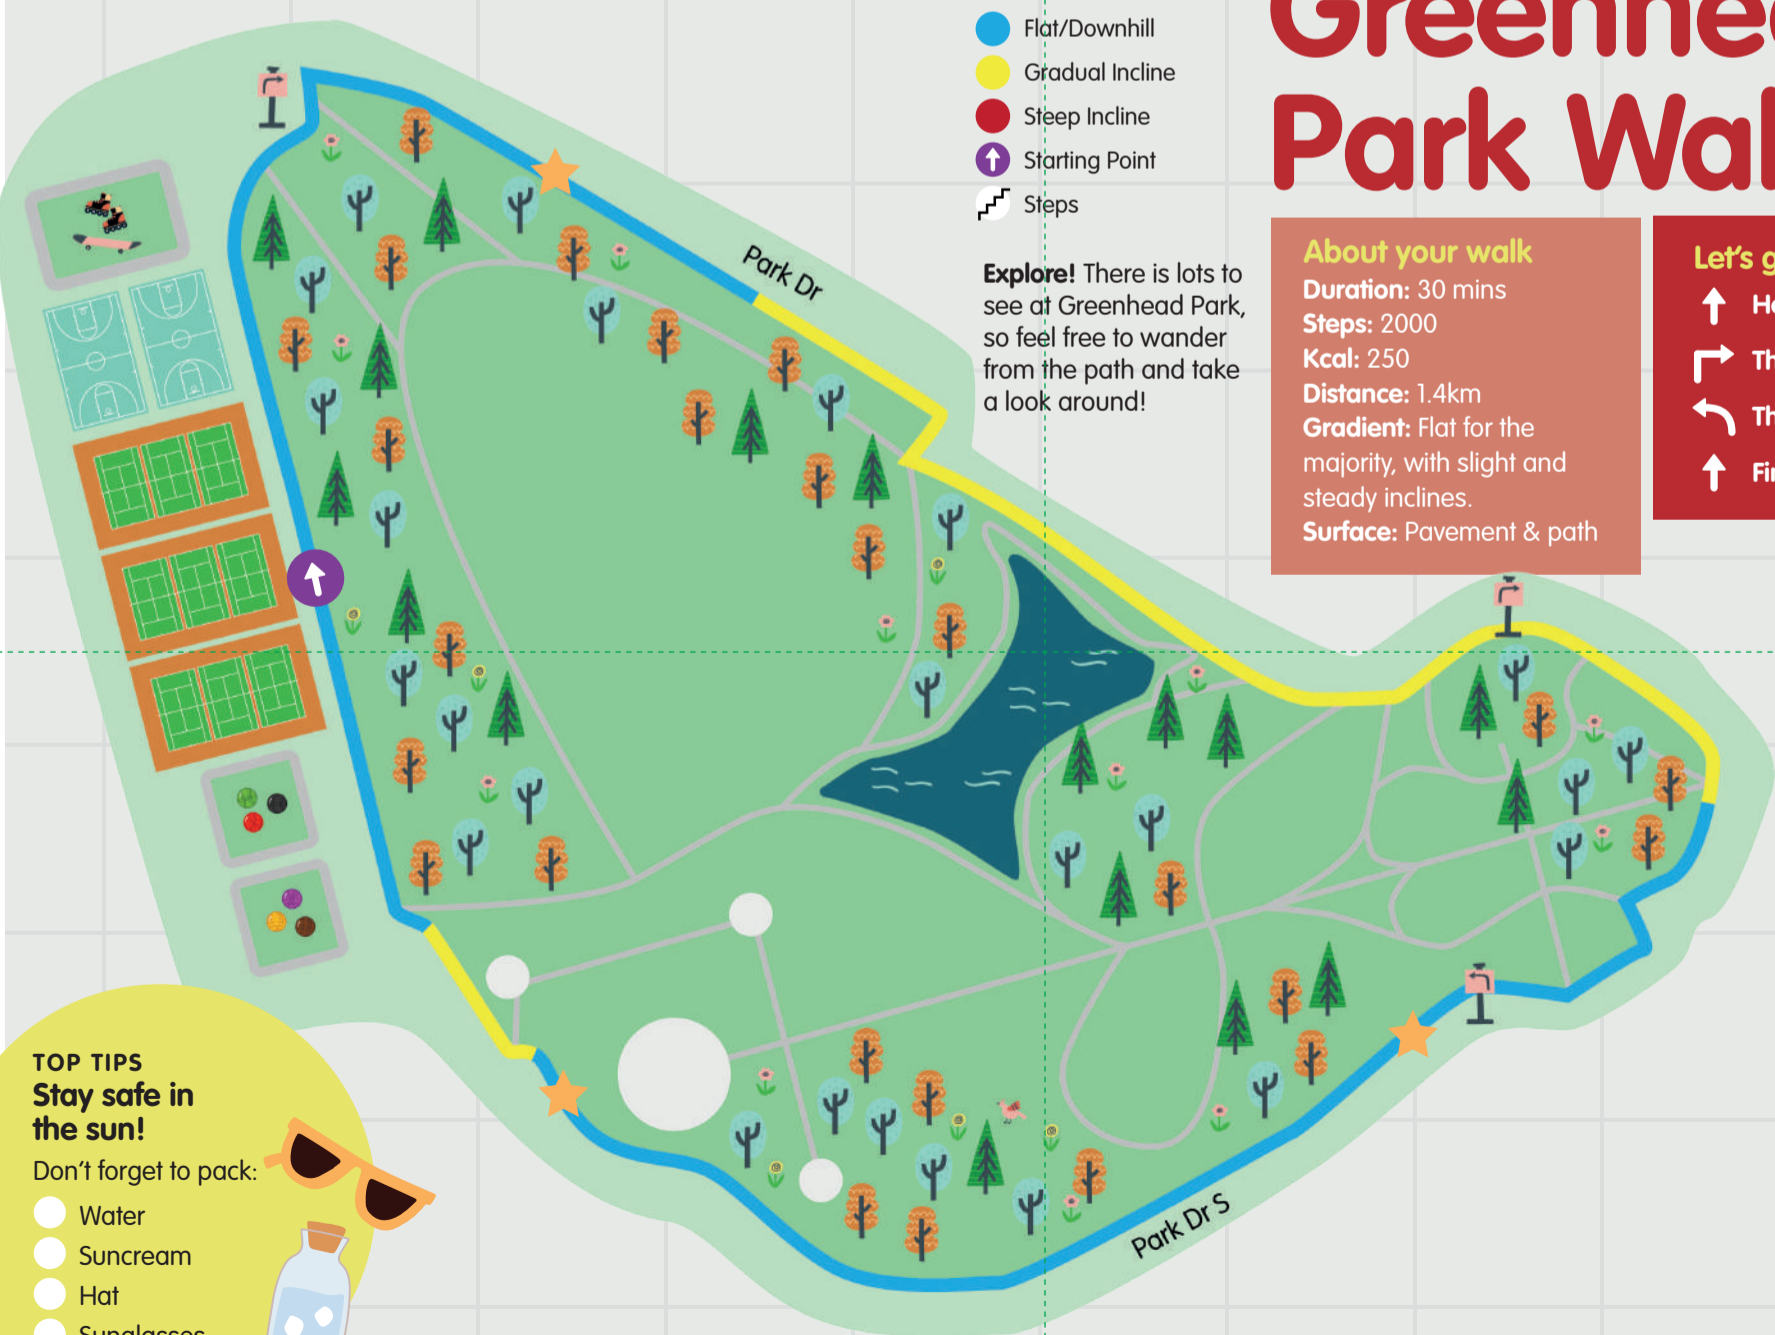 Flat/Downhill
Gradual Incline
Steep Incline
Starting Point
Steps
Explore! There is lots to
see at Greenhead Park,
so feel free to wander
from the path and take
a look around!
Park Wal
About your walk
Duration: 30 mins
Steps: 2000
Kcal: 250
Distance: 1.4km
Gradient: Flat for the
majority, with slight and
steady inclines.
Surface: Pavement & path
Let's g
Park Dr
Park Dr S
TOP TIPS
Stay safe in
the sun!
Don't forget to pack:
Water
Suncream
Hat
Sunglasses